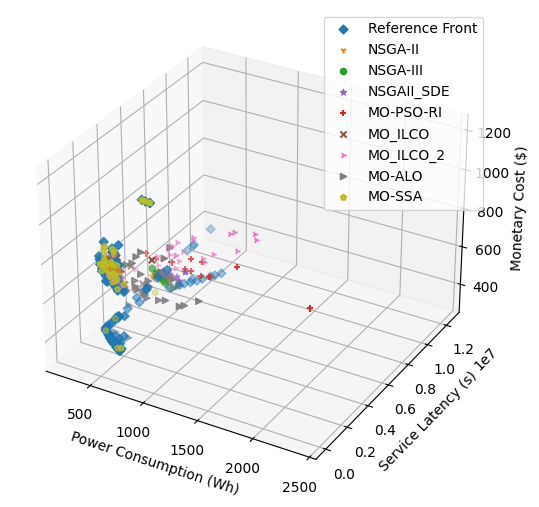 Reference Front
NSGA-II
NSGA-III
NSGAII_SDE
MO-PSO-RI
MO_ILCO
MO_ILCO_2
MO-ALO
MO-SSA
1200
1000
800
600
400
Monetary Cost ($)
1e7
1.2
1.0
0.8
0.6
0.4
0.2
0.0
Service Latency (s)
500
1000
1500
2000
2500
Power Consumption (Wh)